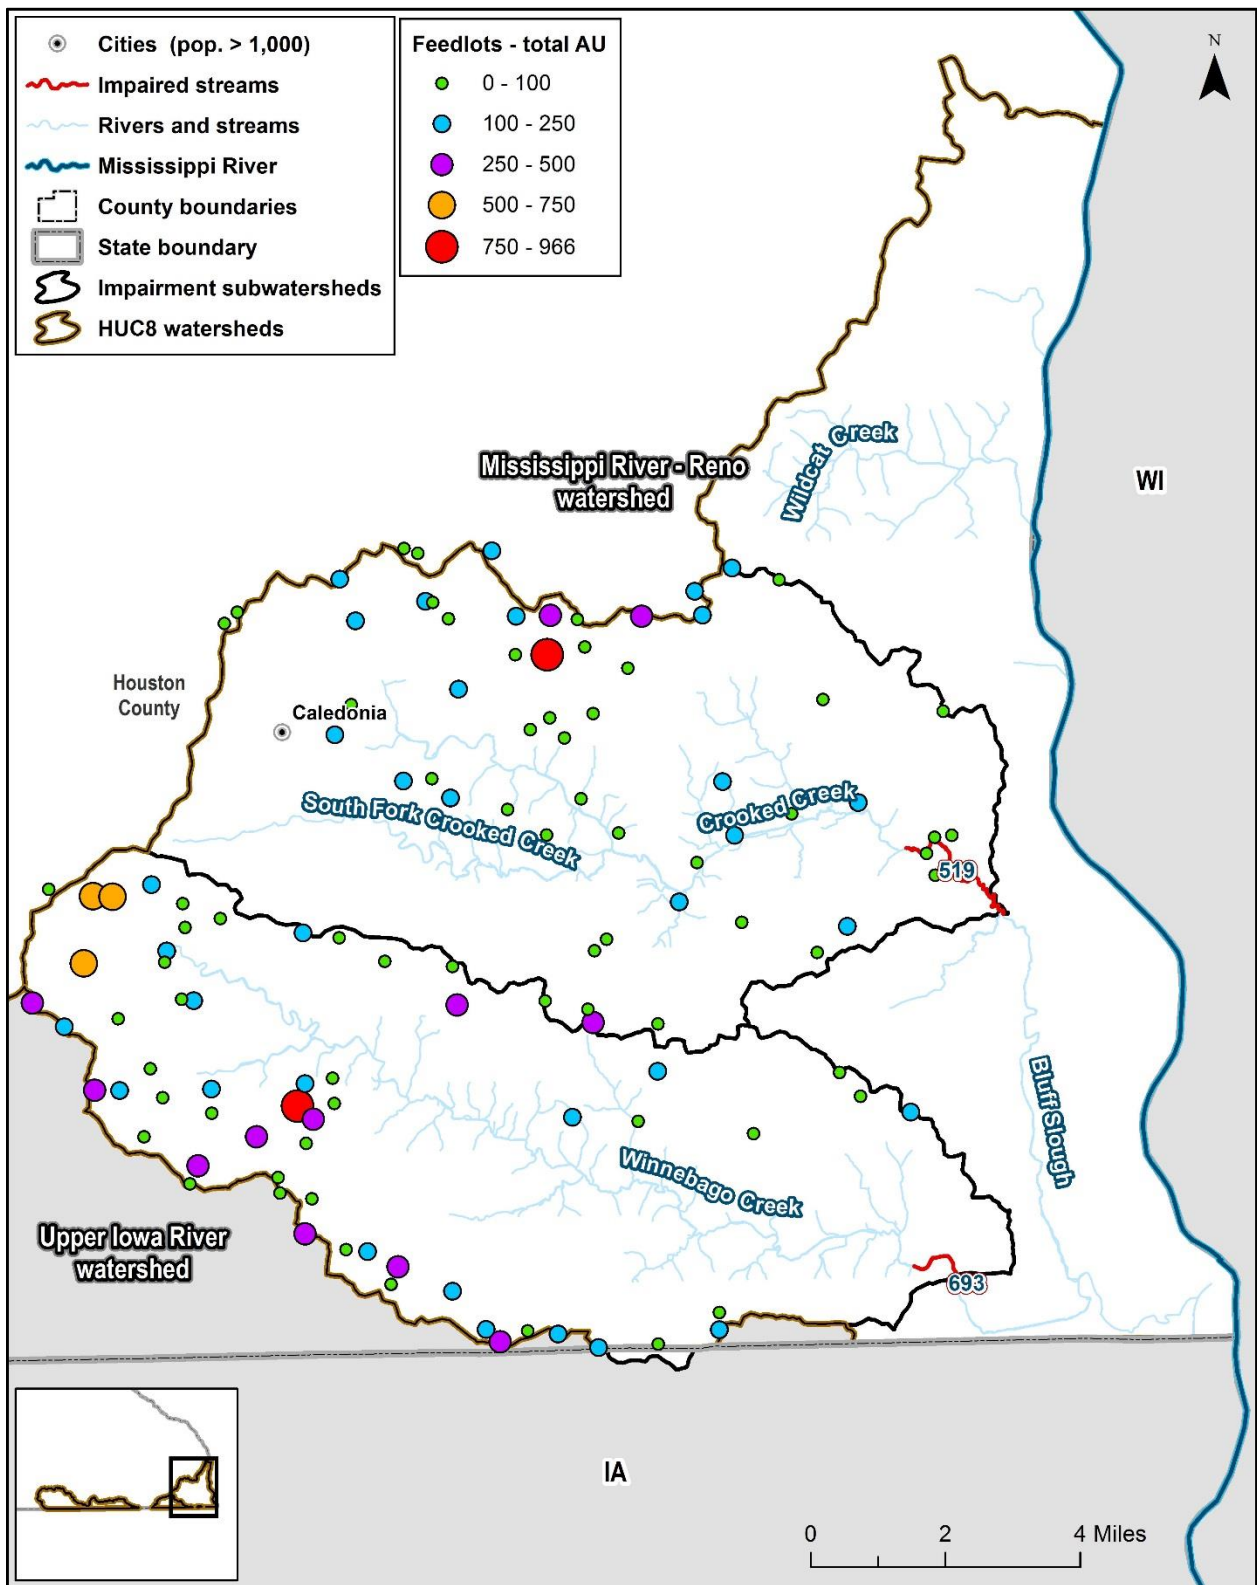 Cities (pop. > 1,000)
Impaired streams
Rivers and streams
Mississippi River
County boundaries
State boundary
Impairment subwatersheds
HUC8 watersheds
Feedlots - total AU
0 - 100
100 - 250
250 - 500
500 - 750
750 - 966
N
Wildcat Creek
Mississippi River - Reno
watershed
WI
Houston
County
Caledonia
South Fork Crooked Creek
Crooked Creek
519
Bluff Slough
Winnebago Creek
Upper Iowa River
watershed
693
IA
0 2 4 Miles